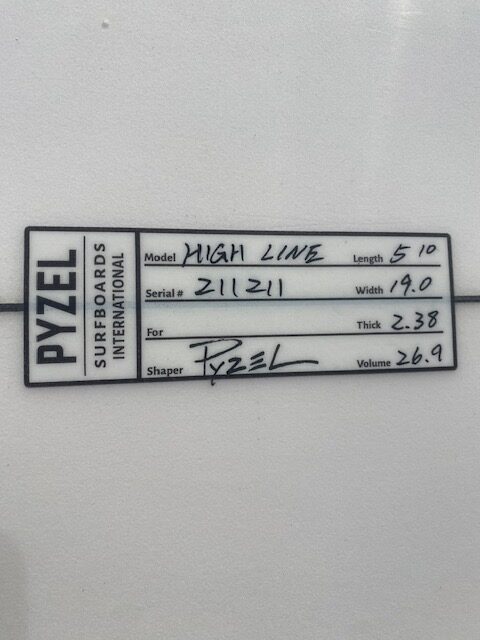 PYZEL
SURFBOARDS
INTERNATIONAL
Model HIGH LINE Length 5 10
Serial # 211211 Width 19.0
For Thick 2.38
Shaper PYZEL Volume 26.9